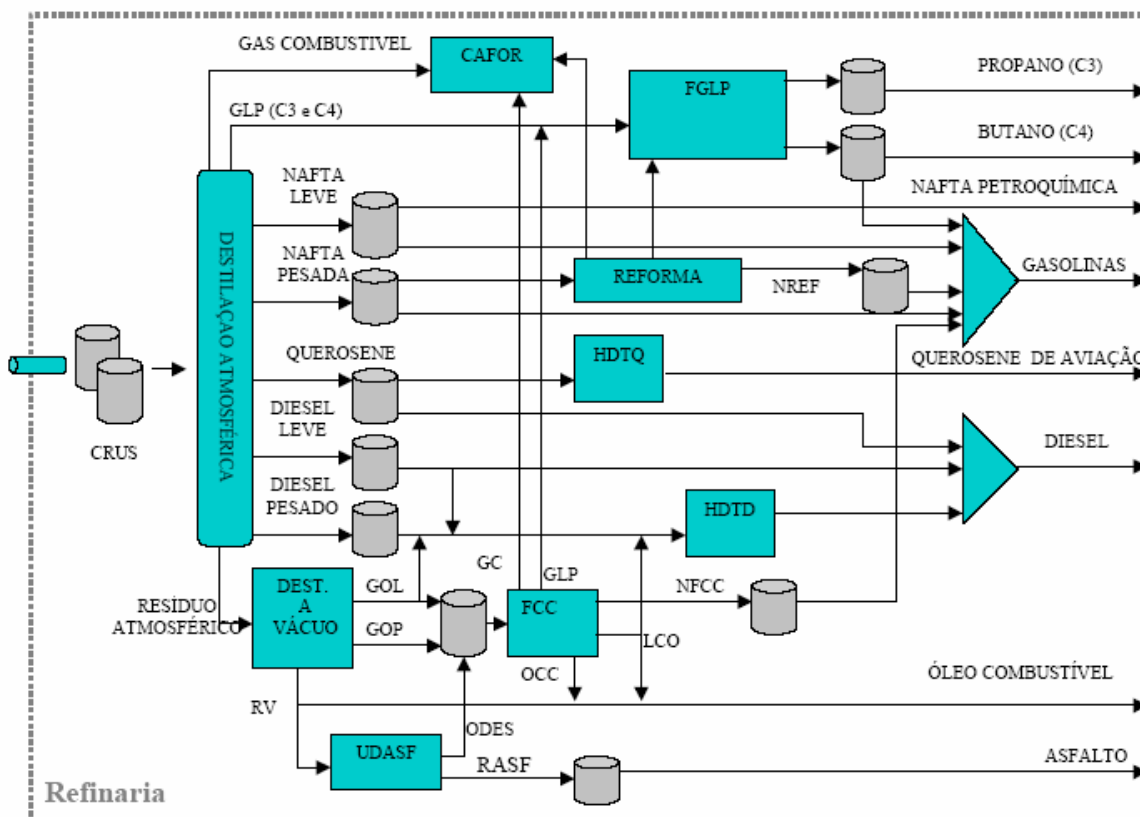 GAS COMBUSTIVEL
CAFOR
FGLP
PROPANO (C3)
GLP (C3 e C4)
BUTANO (C4)
NAFTA
LEVE
NAFTA PETROQUÍMICA
DESTILAÇAO ATMOSFÉRICA
NAFTA
PESADA
REFORMA
NREF
GASOLINAS
QUEROSENE
HDTQ
QUEROSENE DE AVIAÇÃO
CRUS
DIESEL
LEVE
DIESEL
DIESEL
PESADO
HDTD
GC
GLP
RESÍDUO
ATMOSFÉRICO
DEST.
A
VÁCUO
GOL
GOP
FCC
NFCC
LCO
OCC
ÓLEO COMBUSTÍVEL
RV
ODES
UDASF
RASF
ASFALTO
Refinaria